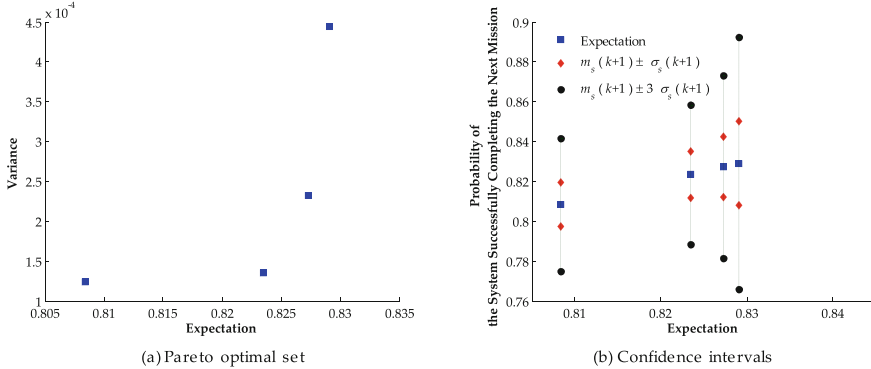 x 10⁻⁴
4.5
4
3.5
3
2.5
2
1.5
1
0.805
0.81
0.815
0.82
0.825
0.83
0.835
Variance
Expectation
(a) Pareto optimal set
0.9
0.88
0.86
0.84
0.82
0.8
0.78
0.76
0.81
0.82
0.83
0.84
Probability of
the System Successfully Completing the Next Mission
Expectation
m_s(k+1)± σ_s(k+1)
m_s(k+1)±3 σ_s(k+1)
Expectation
(b) Confidence intervals